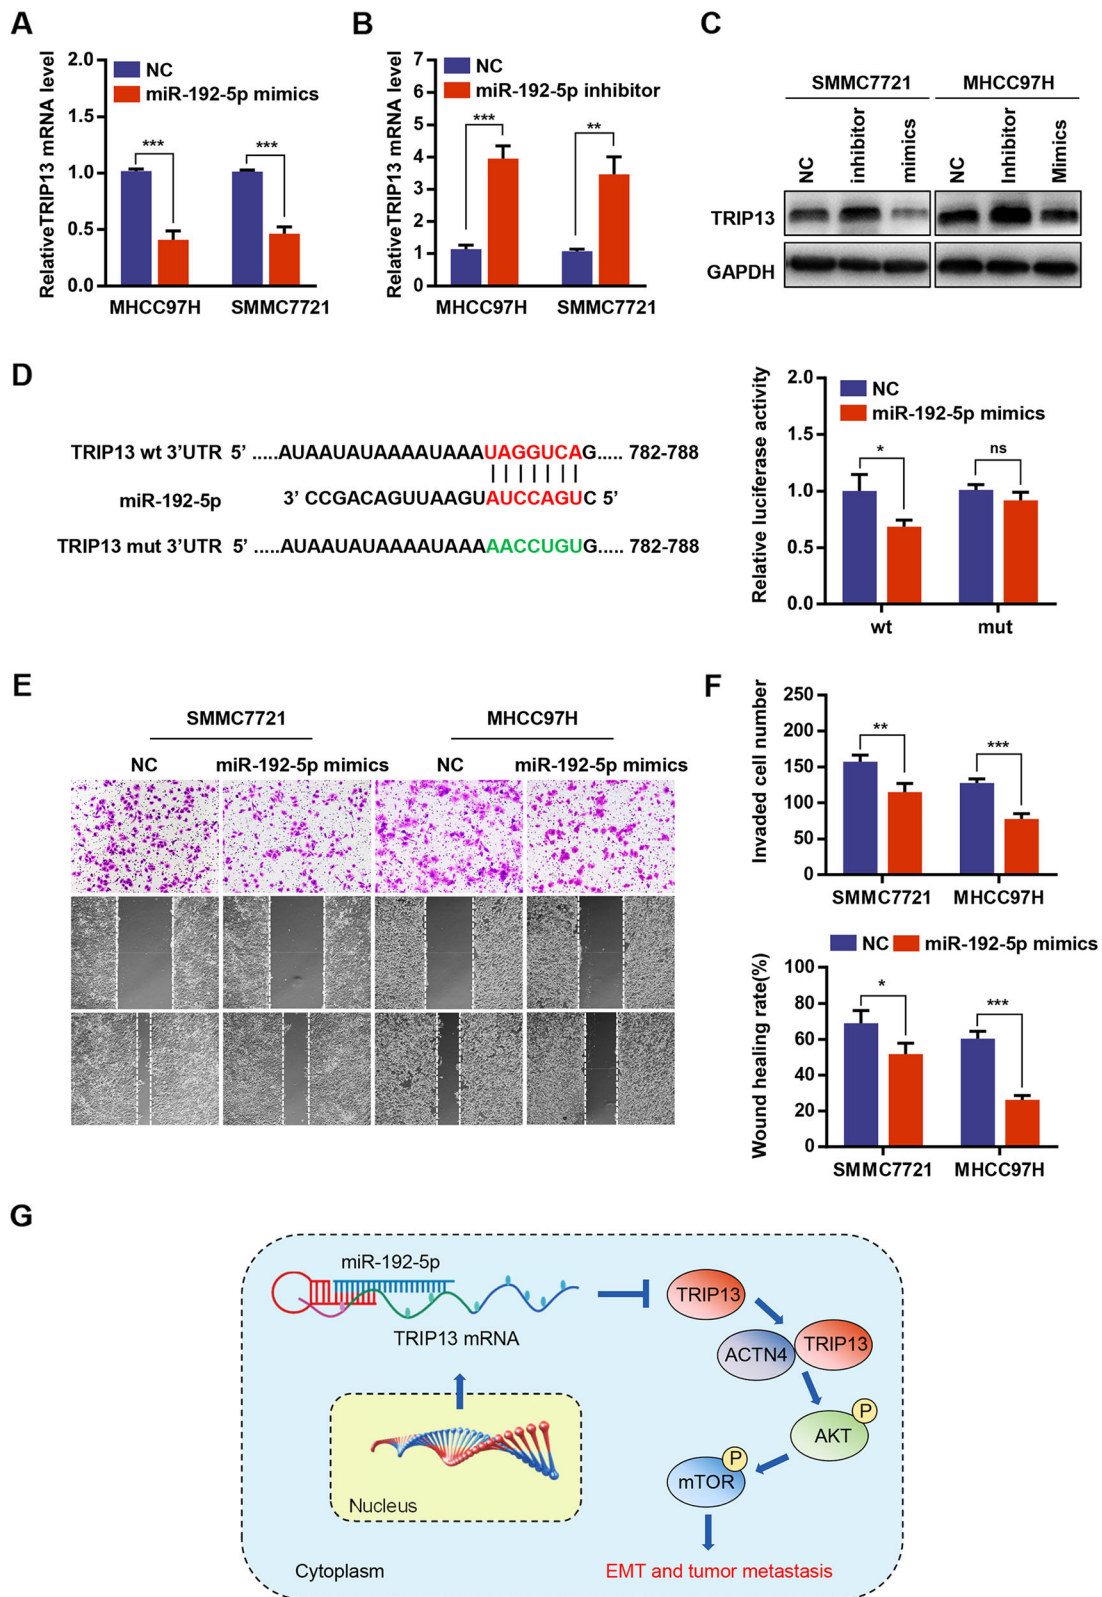 A
RelativeTRIP13 mRNA level
2.0
1.5
1.0
0.5
0.0
NC
miR-192-5p mimics
***
***
MHCC97H
SMMC7721
B
RelativeTRIP13 mRNA level
7
6
5
4
3
2
1
0
NC
miR-192-5p inhibitor
***
**
MHCC97H
SMMC7721
C
SMMC7721
MHCC97H
NC
inhibitor
mimics
NC
Inhibitor
Mimics
TRIP13
GAPDH
D
TRIP13 wt 3’UTR 5’ .....AUAAUAUAAAAUAAAUAGGUCAG..... 782-788
miR-192-5p 3’ CCGACAGUUAAGUAUCCAGUC 5’
TRIP13 mut 3’UTR 5’ .....AUAAUAUAAAAUAAAAACCUGUG..... 782-788
Relative luciferase activity
2.0
1.5
1.0
0.5
0.0
NC
miR-192-5p mimics
*
ns
wt
mut
E
SMMC7721
MHCC97H
NC
miR-192-5p mimics
NC
miR-192-5p mimics
F
Invaded cell number
250
200
150
100
50
0
**
***
SMMC7721
MHCC97H
NC
miR-192-5p mimics
Wound healing rate(%)
100
80
60
40
20
0
*
***
SMMC7721
MHCC97H
G
miR-192-5p
TRIP13 mRNA
TRIP13
ACTN4
TRIP13
P
AKT
P
mTOR
Nucleus
Cytoplasm
EMT and tumor metastasis